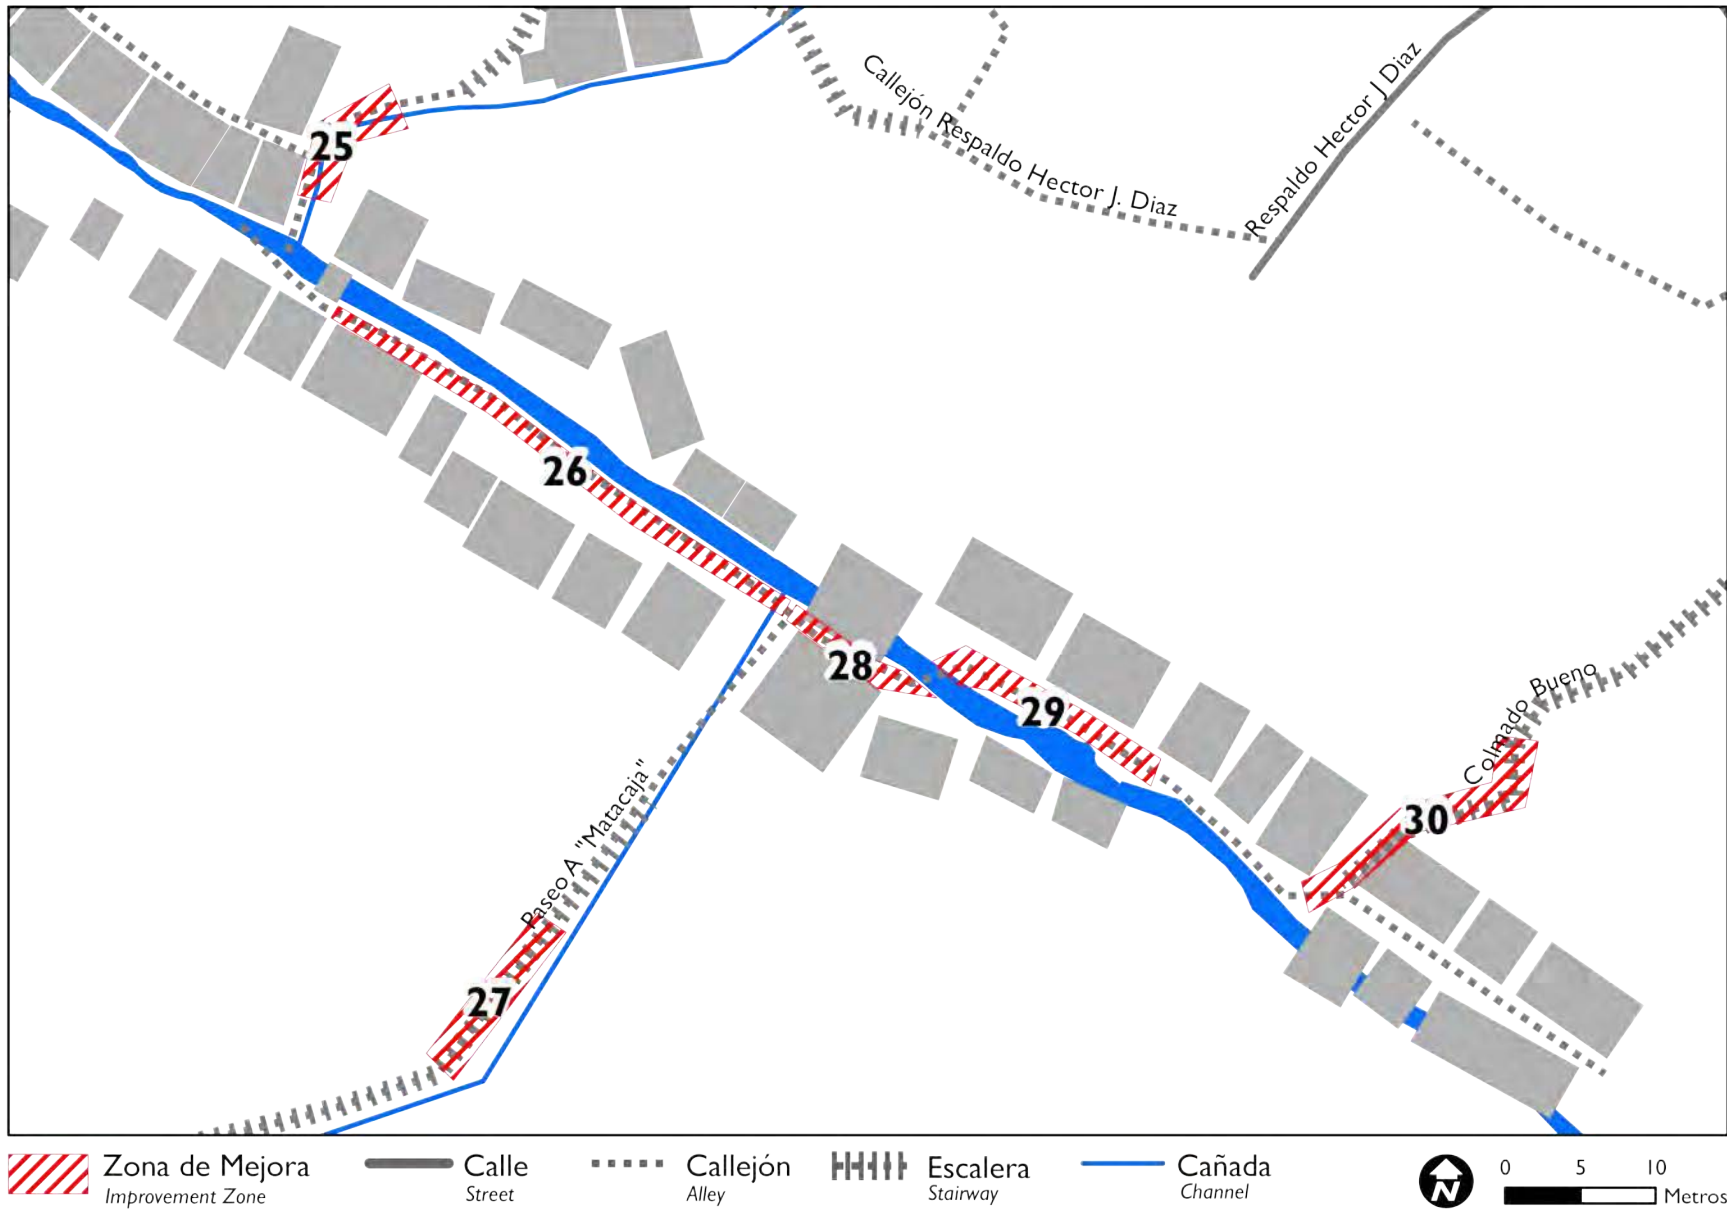 Callejón Respaldo Hector J. Diaz
Respaldo Hector J Diaz
25
26
28
29
Colmado Bueno
30
Paseo A "Matacaja"
27
Zona de Mejora
Improvement Zone
Calle
Street
Callejón
Alley
Escalera
Stairway
Cañada
Channel
N
0 5 10
Metros